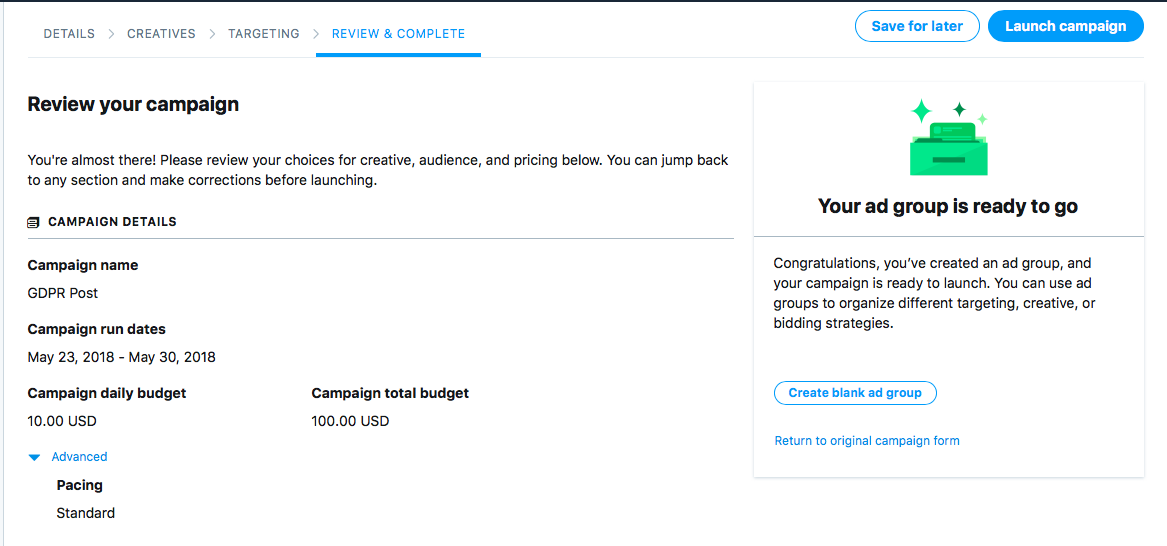 DETAILS > CREATIVES > TARGETING > REVIEW & COMPLETE
Save for later
Launch campaign
Review your campaign
You're almost there! Please review your choices for creative, audience, and pricing below. You can jump back
to any section and make corrections before launching.
CAMPAIGN DETAILS
Campaign name
GDPR Post
Campaign run dates
May 23, 2018 - May 30, 2018
Campaign daily budget
Campaign total budget
10.00 USD
100.00 USD
Advanced
Pacing
Standard
Your ad group is ready to go
Congratulations, you’ve created an ad group, and
your campaign is ready to launch. You can use ad
groups to organize different targeting, creative, or
bidding strategies.
Create blank ad group
Return to original campaign form